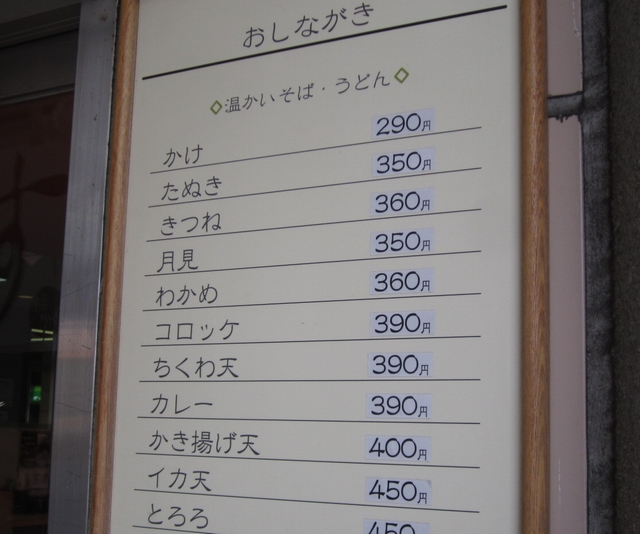 おしながき
◇温かいそば・うどん◇
かけ 290円
たぬき 350円
きつね 360円
月見 350円
わかめ 360円
コロッケ 390円
ちくわ天 390円
カレー 390円
かき揚げ天 400円
イカ天 450円
とろろ 450